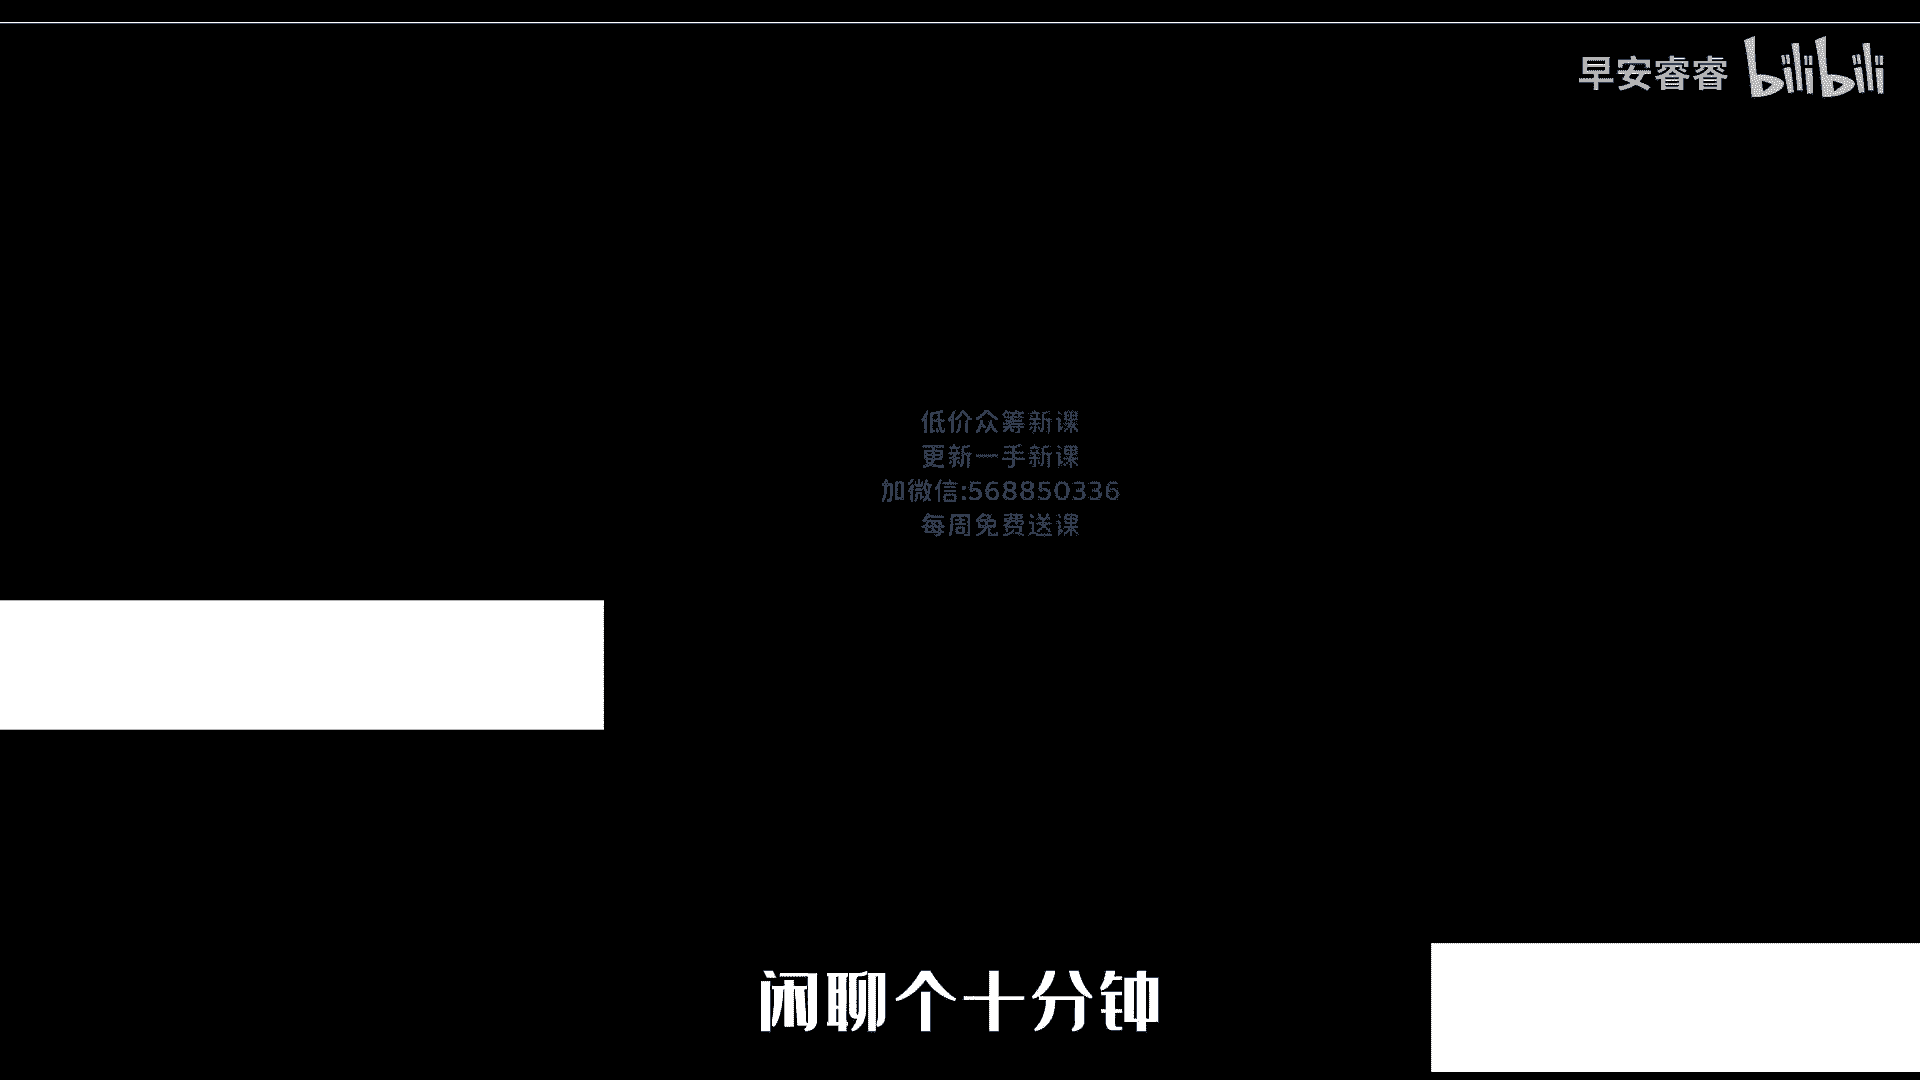 早安睿睿 bilibili
低价众筹新课
更新一手新课
加微信:568850336
每周免费送课
闲聊个十分钟